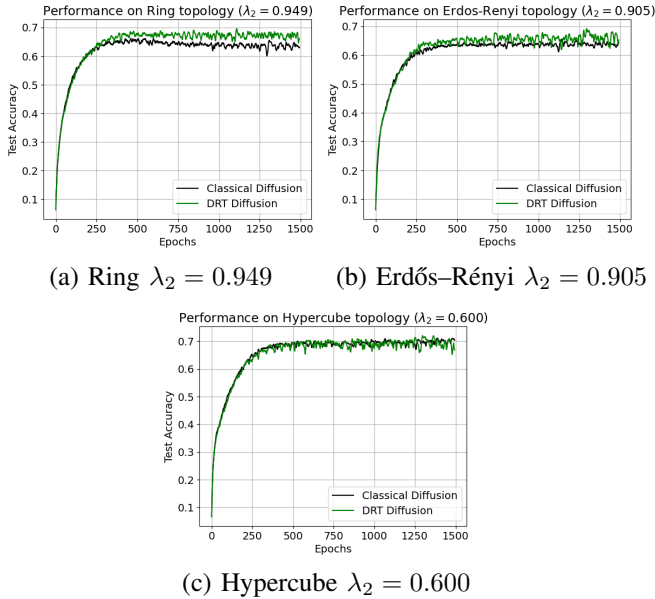 Performance on Ring topology (λ₂ = 0.949)
Test Accuracy
0.7
0.6
0.5
0.4
0.3
0.2
0.1
Classical Diffusion
DRT Diffusion
0 250 500 750 1000 1250 1500
Epochs
(a) Ring λ₂ = 0.949
Performance on Erdos-Renyi topology (λ₂ = 0.905)
Test Accuracy
0.7
0.6
0.5
0.4
0.3
0.2
0.1
Classical Diffusion
DRT Diffusion
0 250 500 750 1000 1250 1500
Epochs
(b) Erdős–Rényi λ₂ = 0.905
Performance on Hypercube topology (λ₂ = 0.600)
Test Accuracy
0.7
0.6
0.5
0.4
0.3
0.2
0.1
Classical Diffusion
DRT Diffusion
0 250 500 750 1000 1250 1500
Epochs
(c) Hypercube λ₂ = 0.600